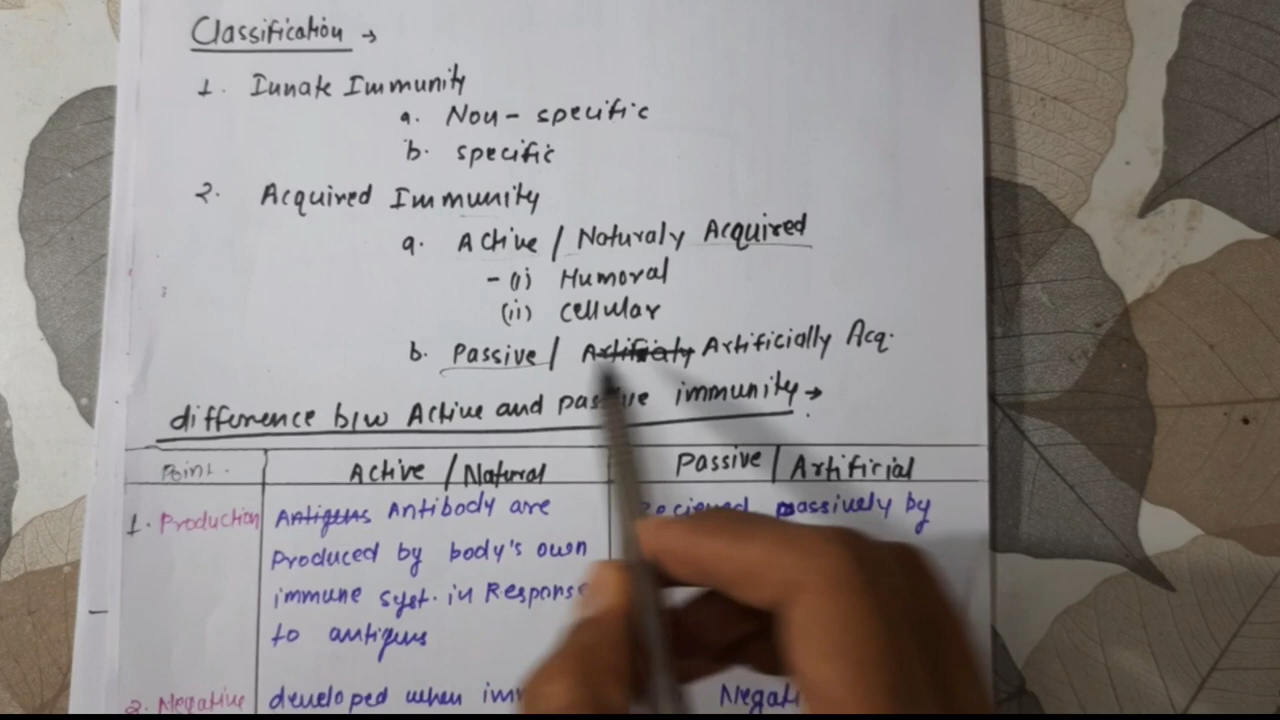 Classification →
1. Innate Immunity
a. Non-specific
b. specific
2. Acquired Immunity
a. Active / Naturaly Acquired
- (i) Humoral
(ii) cellular
b. Passive / Artificialy Artificially Acq.
difference b/w Active and passive immunity →
Point. Active / Natural Passive / Artificial
1. Production Antigens Antibody are passively by
produced by body's own
immune syst. in Response
to antigens
2. Negative developed when